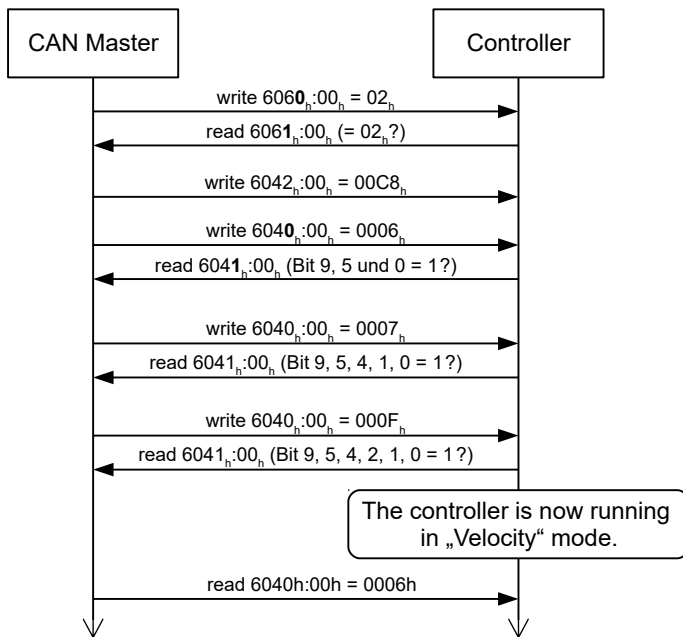 CAN Master
Controller
write 6060ₕ:00ₕ = 02ₕ
read 6061ₕ:00ₕ (= 02ₕ?)
write 6042ₕ:00ₕ = 00C8ₕ
write 6040ₕ:00ₕ = 0006ₕ
read 6041ₕ:00ₕ (Bit 9, 5 und 0 = 1?)
write 6040ₕ:00ₕ = 0007ₕ
read 6041ₕ:00ₕ (Bit 9, 5, 4, 1, 0 = 1?)
write 6040ₕ:00ₕ = 000Fₕ
read 6041ₕ:00ₕ (Bit 9, 5, 4, 2, 1, 0 = 1?)
The controller is now running
in „Velocity“ mode.
read 6040h:00h = 0006h